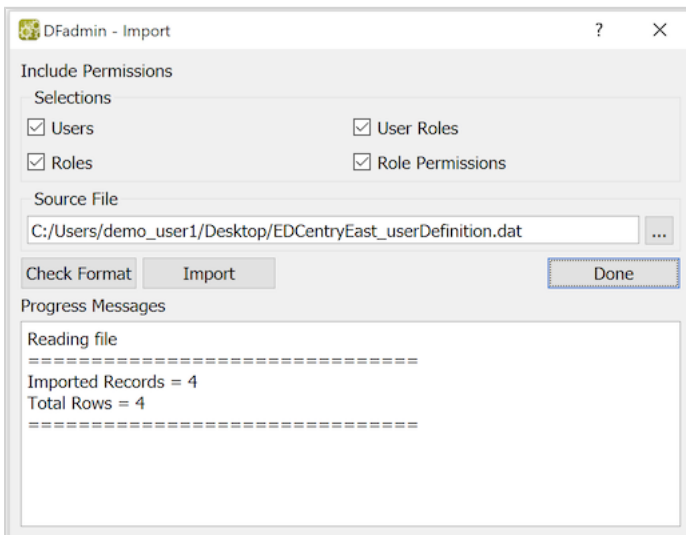 DFadmin - Import ? ×
Include Permissions
Selections
Users User Roles
Roles Role Permissions
Source File
C:/Users/demo_user1/Desktop/EDCentryEast_userDefinition.dat ...
Check Format Import Done
Progress Messages
Reading file
===============================
Imported Records = 4
Total Rows = 4
===============================